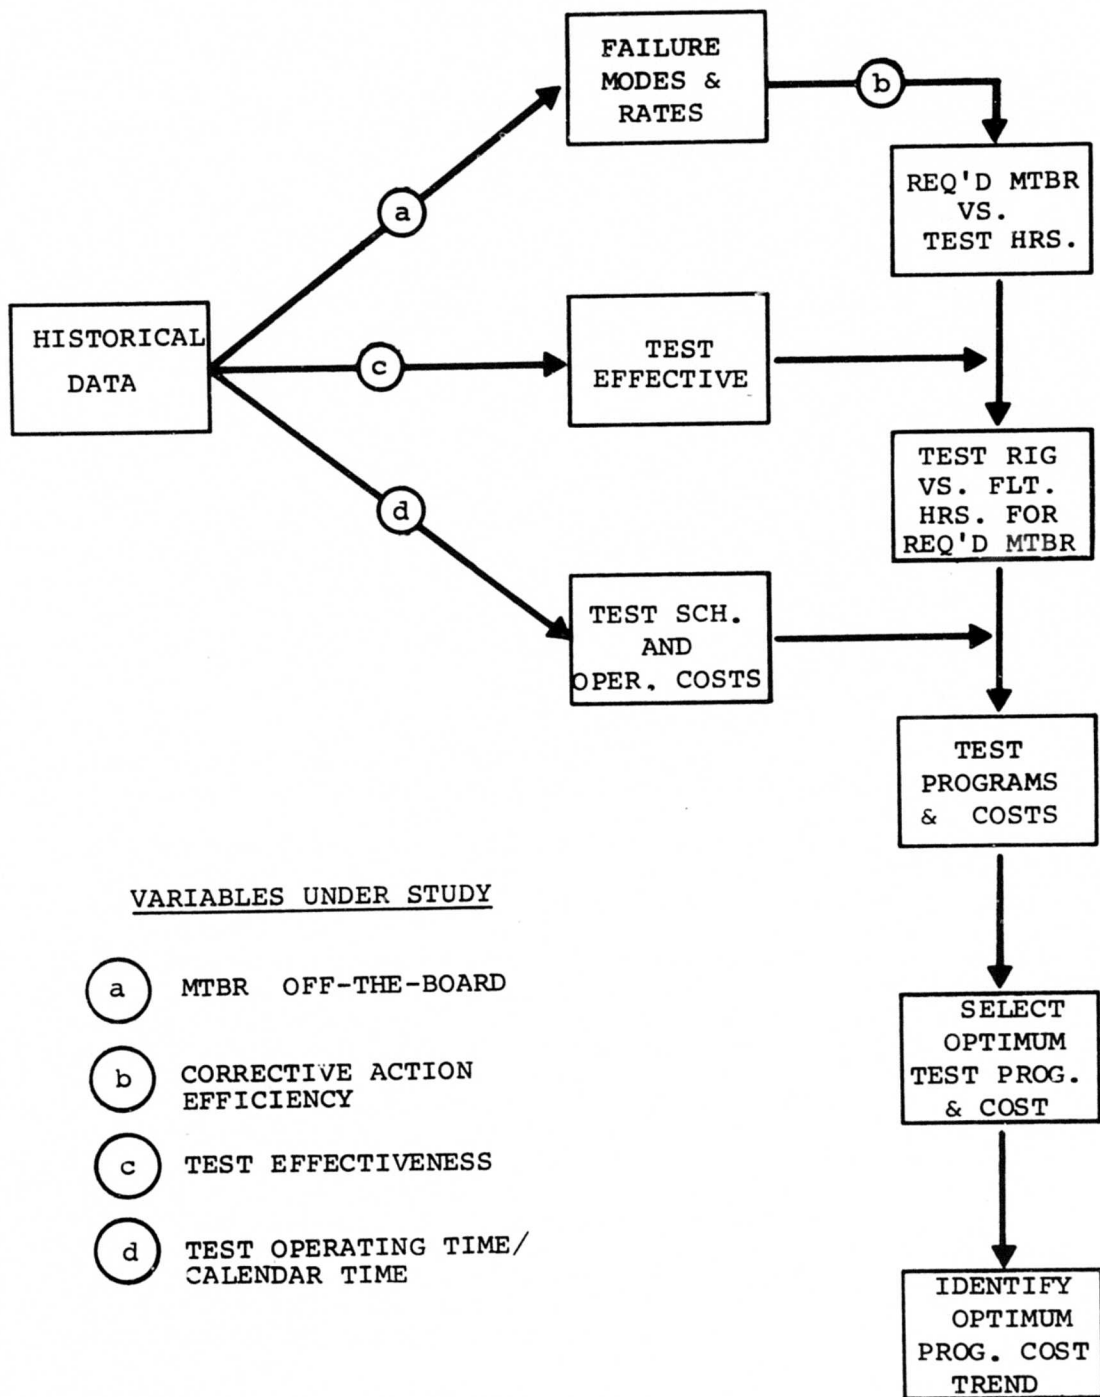 FAILURE
MODES &
RATES
b
REQ'D MTBR
VS.
TEST HRS.
a
HISTORICAL
DATA
c
TEST
EFFECTIVE
TEST RIG
VS. FLT.
HRS. FOR
REQ'D MTBR
d
TEST SCH.
AND
OPER. COSTS
TEST
PROGRAMS
& COSTS
SELECT
OPTIMUM
TEST PROG.
& COST
IDENTIFY
OPTIMUM
PROG. COST
TREND
VARIABLES UNDER STUDY
a MTBR OFF-THE-BOARD
b CORRECTIVE ACTION
EFFICIENCY
c TEST EFFECTIVENESS
d TEST OPERATING TIME/
CALENDAR TIME